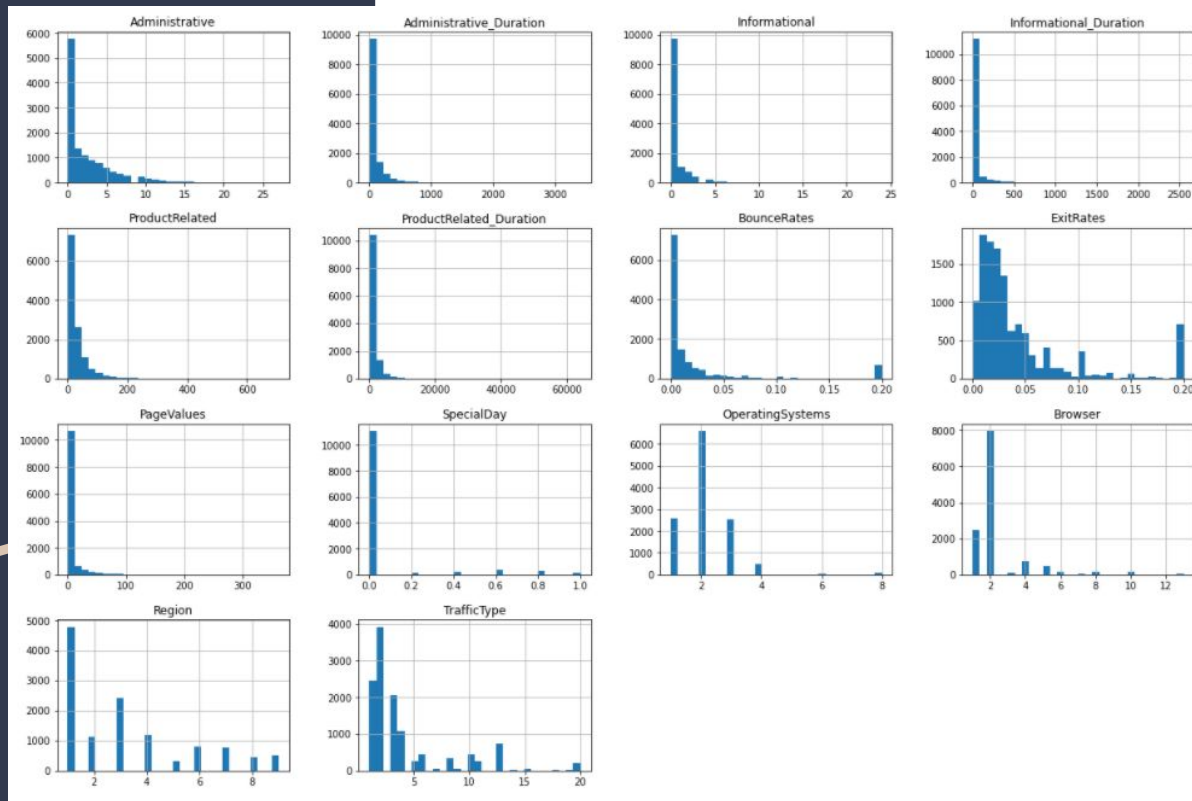 Administrative
6000
5000
4000
3000
2000
1000
0
0 5 10 15 20 25
Administrative_Duration
10000
8000
6000
4000
2000
0
0 1000 2000 3000
Informational
10000
8000
6000
4000
2000
0
0 5 10 15 20 25
Informational_Duration
10000
8000
6000
4000
2000
0
0 500 1000 1500 2000 2500
ProductRelated
6000
4000
2000
0
0 200 400 600
ProductRelated_Duration
10000
8000
6000
4000
2000
0
0 20000 40000 60000
BounceRates
6000
4000
2000
0
0.00 0.05 0.10 0.15 0.20
ExitRates
1500
1000
500
0
0.00 0.05 0.10 0.15 0.20
PageValues
10000
8000
6000
4000
2000
0
0 100 200 300
SpecialDay
10000
8000
6000
4000
2000
0
0.0 0.2 0.4 0.6 0.8 1.0
OperatingSystems
6000
5000
4000
3000
2000
1000
0
2 4 6 8
Browser
8000
6000
4000
2000
0
2 4 6 8 10 12
Region
5000
4000
3000
2000
1000
0
2 4 6 8
TrafficType
4000
3000
2000
1000
0
5 10 15 20